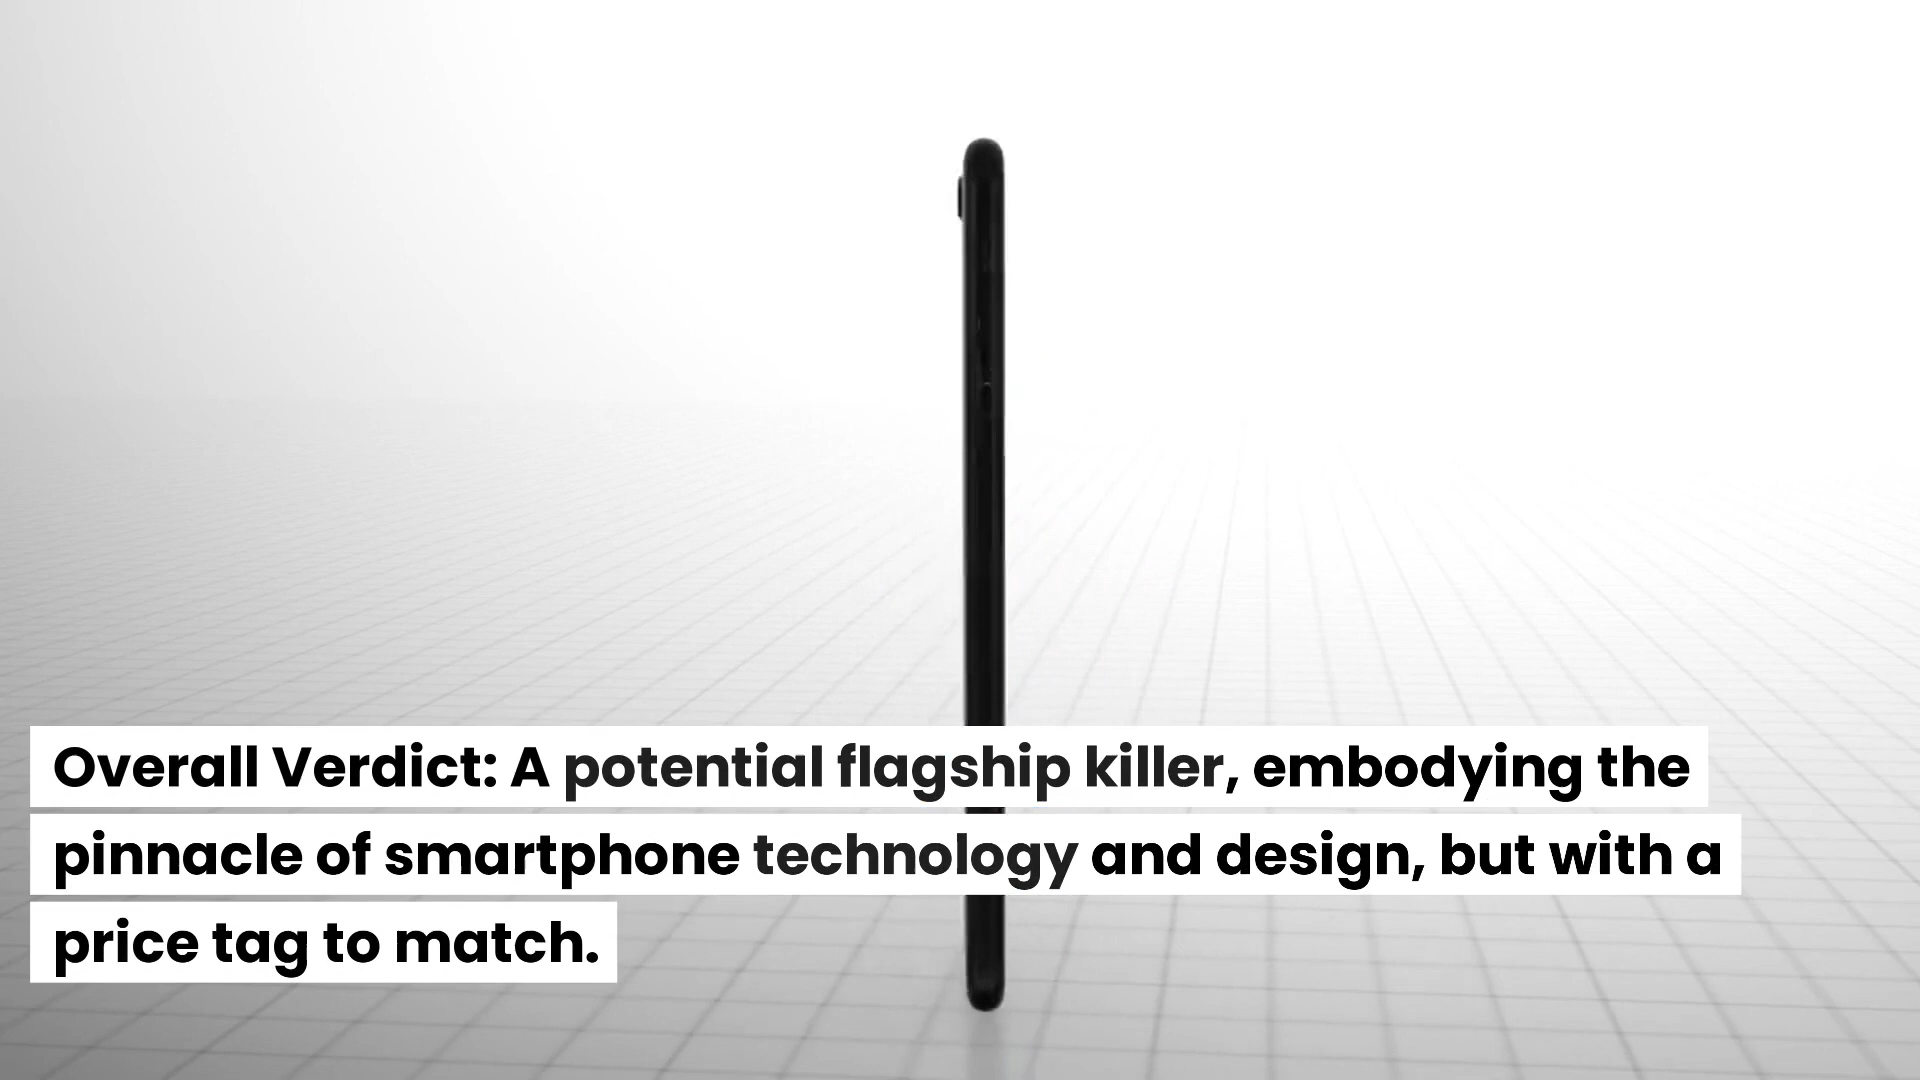 Overall Verdict: A potential flagship killer, embodying the
pinnacle of smartphone technology and design, but with a
price tag to match.